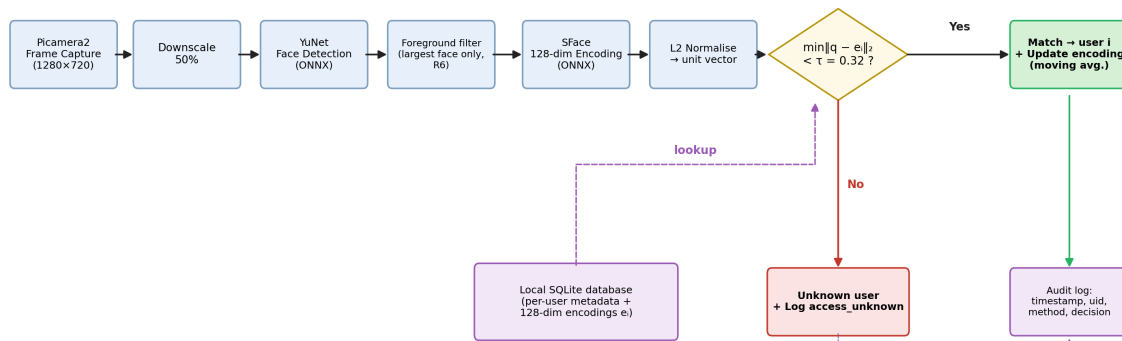 Picamera2
Frame Capture
(1280×720)
Downscale
50%
YuNet
Face Detection
(ONNX)
Foreground filter
(largest face only,
R6)
SFace
128-dim Encoding
(ONNX)
L2 Normalise
→ unit vector
min‖q − eᵢ‖₂
< τ = 0.32 ?
Yes
Match → user i
+ Update encoding
(moving avg.)
lookup
No
Local SQLite database
(per-user metadata +
128-dim encodings eᵢ)
Unknown user
+ Log access_unknown
Audit log:
timestamp, uid,
method, decision